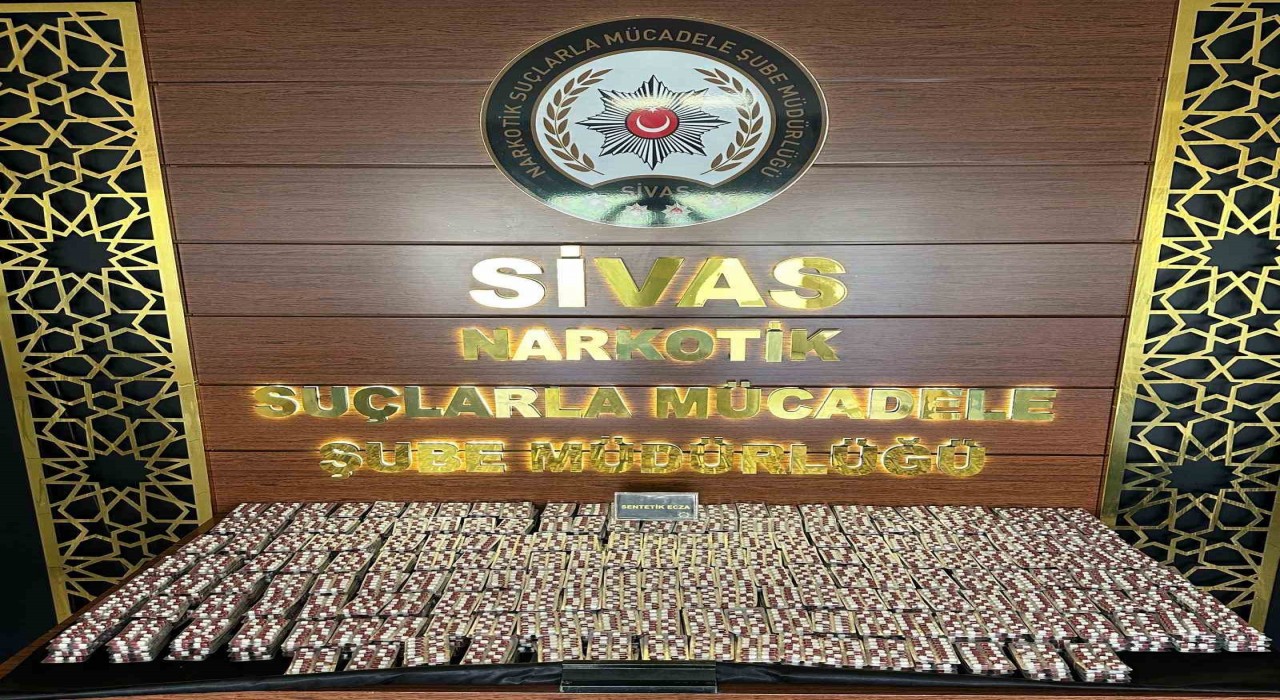 NARKOTİK SUÇLARLA MÜCADELE ŞUBE MÜDÜRLÜĞÜ
SİVAS
SİVAS
NARKOTİK
SUÇLARLA MÜCADELE
ŞUBE MÜDÜRLÜĞÜ
SENTETİK ECZA